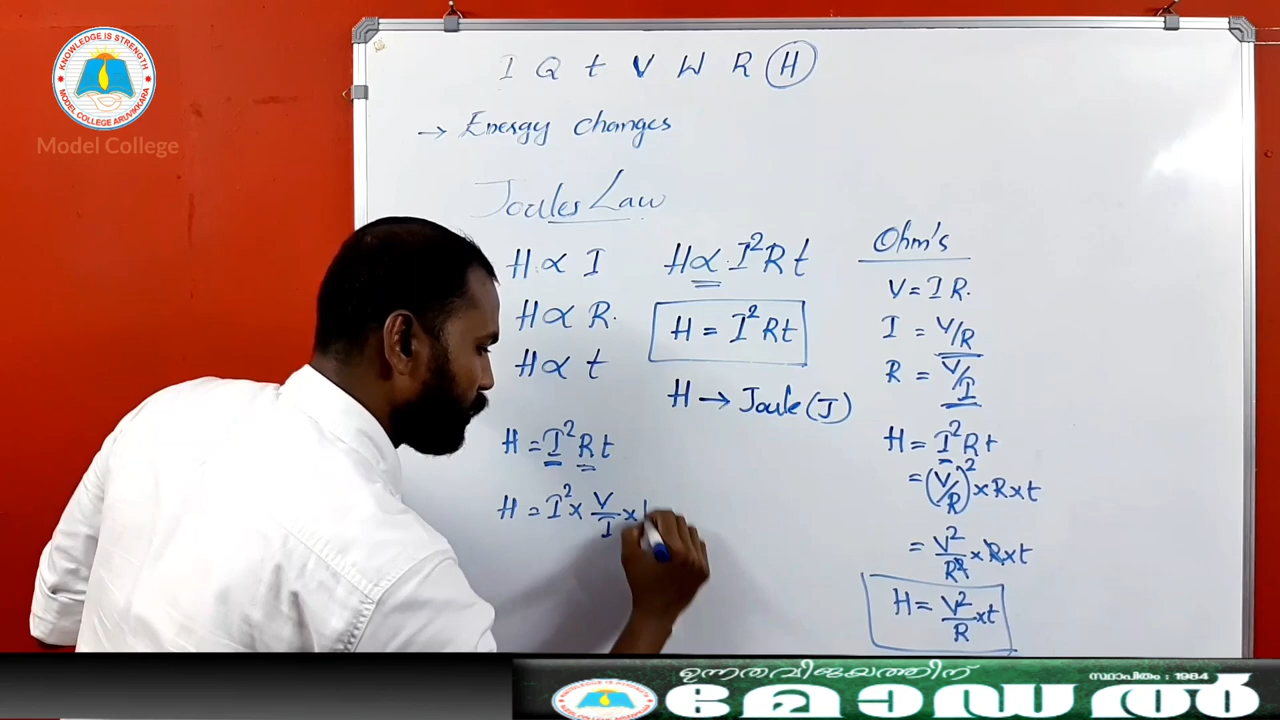 KNOWLEDGE IS STRENGTH
MODEL COLLEGE ARUVIKKARA
Model College
I Q t V W R H
→ Energy changes
Joules Law
H ∝ I
H ∝ R.
H ∝ t
H ∝ I²Rt
H = I²Rt
H → Joule (J)
H = I²Rt
H = I² × V/I ×
Ohm's
V = IR.
I = V/R
R = V/I
H = I²Rt
= (V/R)² × R × t
= V²/R² × R × t
H = V²/R × t
ഉന്നതവിജയത്തിന്
സ്ഥാപിതം : 1984
മോഡൽ